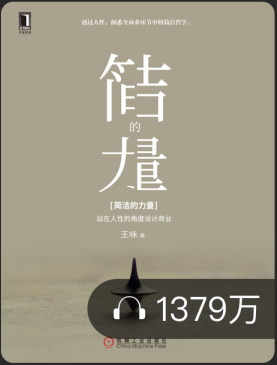 透过人性，洞悉全商业环节中的简洁哲学。
简洁
的
力量
[简洁的力量]
站在人性的角度设计商业
王咏 著
1379万
机械工业出版社
China Machine Press